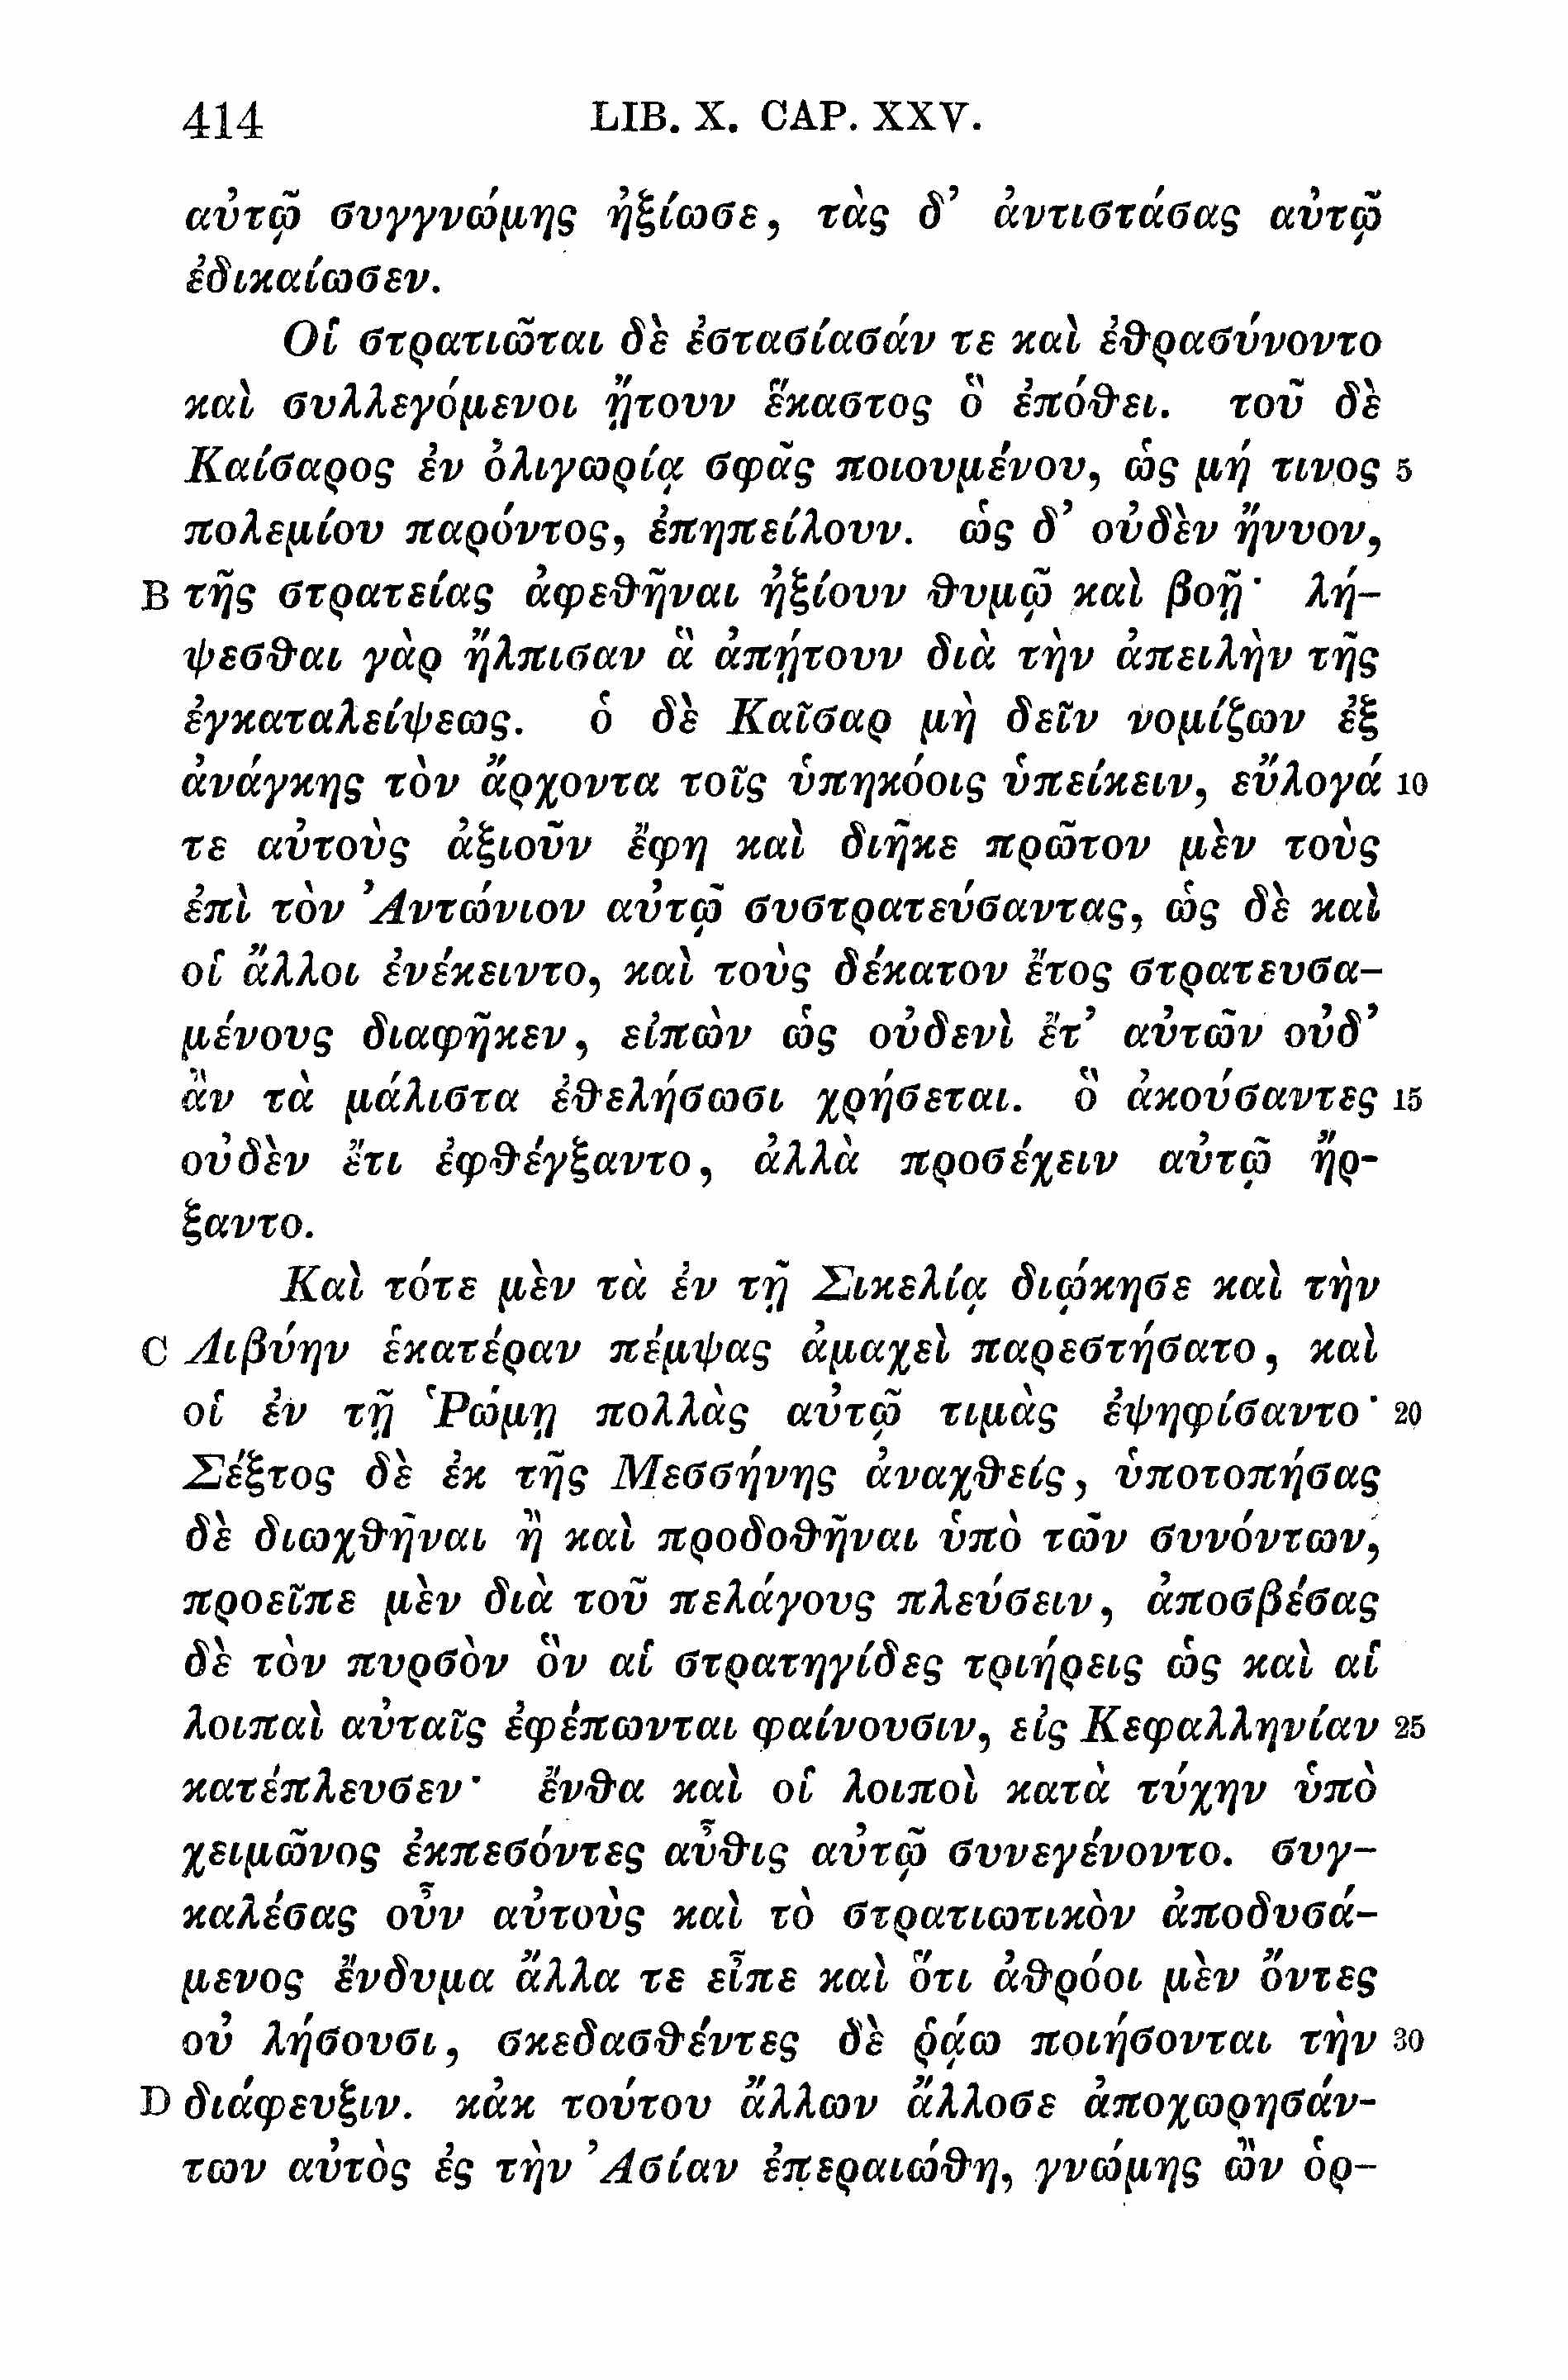 414 LIB. X. CAP. XXV.
αὐτῷ συγγνώμης ἠξίωσε, τὰς δ’ ἀντιστάσας αὐτῷ
ἐδικαίωσεν.
Οἱ στρατιῶται δὲ ἐστασίασάν τε καὶ ἐθρασύνοντο
καὶ συλλεγόμενοι ᾔτουν ἕκαστος ὃ ἐπόθει. τοῦ δὲ
Καίσαρος ἐν ὀλιγωρίᾳ σφᾶς ποιουμένου, ὡς μή τινος 5
πολεμίου παρόντος, ἐπηπείλουν. ὡς δ’ οὐδὲν ἤνυον,
B τῆς στρατείας ἀφεθῆναι ἠξίουν θυμῷ καὶ βοῇ· λή-
ψεσθαι γὰρ ἤλπισαν ἃ ἀπῄτουν διὰ τὴν ἀπειλὴν τῆς
ἐγκαταλείψεως. ὁ δὲ Καῖσαρ μὴ δεῖν νομίζων ἐξ
ἀνάγκης τὸν ἄρχοντα τοῖς ὑπηκόοις ὑπείκειν, εὔλογά 10
τε αὐτοὺς ἀξιοῦν ἔφη καὶ διῆκε πρῶτον μὲν τοὺς
ἐπὶ τὸν Ἀντώνιον αὐτῷ συστρατεύσαντας, ὡς δὲ καὶ
οἱ ἄλλοι ἐνέκειντο, καὶ τοὺς δέκατον ἔτος στρατευσα-
μένους διαφῆκεν, εἰπὼν ὡς οὐδενὶ ἔτ’ αὐτῶν οὐδ’
ἂν τὰ μάλιστα ἐθελήσωσι χρήσεται. ὃ ἀκούσαντες 15
οὐδὲν ἔτι ἐφθέγξαντο, ἀλλὰ προσέχειν αὐτῷ ἤρ-
ξαντο.
Καὶ τότε μὲν τὰ ἐν τῇ Σικελίᾳ διῴκησε καὶ τὴν
C Λιβύην ἑκατέραν πέμψας ἀμαχεὶ παρεστήσατο, καὶ
οἱ ἐν τῇ Ῥώμῃ πολλὰς αὐτῷ τιμὰς ἐψηφίσαντο· 20
Σέξτος δὲ ἐκ τῆς Μεσσήνης ἀναχθείς, ὑποτοπήσας
δὲ διωχθῆναι ἢ καὶ προδοθῆναι ὑπὸ τῶν συνόντων,
προεῖπε μὲν διὰ τοῦ πελάγους πλεύσειν, ἀποσβέσας
δὲ τὸν πυρσὸν ὃν αἱ στρατηγίδες τριήρεις ὡς καὶ αἱ
λοιπαὶ αὐταῖς ἐφέπωνται φαίνουσιν, εἰς Κεφαλληνίαν 25
κατέπλευσεν· ἔνθα καὶ οἱ λοιποὶ κατὰ τύχην ὑπὸ
χειμῶνος ἐκπεσόντες αὖθις αὐτῷ συνεγένοντο. συγ-
καλέσας οὖν αὐτοὺς καὶ τὸ στρατιωτικὸν ἀποδυσά-
μενος ἔνδυμα ἄλλα τε εἶπε καὶ ὅτι ἀθρόοι μὲν ὄντες
οὐ λήσουσι, σκεδασθέντες δὲ ῥᾴω ποιήσονται τὴν 30
D διάφευξιν. κἀκ τούτου ἄλλων ἄλλοσε ἀποχωρησάν-
των αὐτὸς ἐς τὴν Ἀσίαν ἐπεραιώθη, γνώμης ὢν ὁρ-